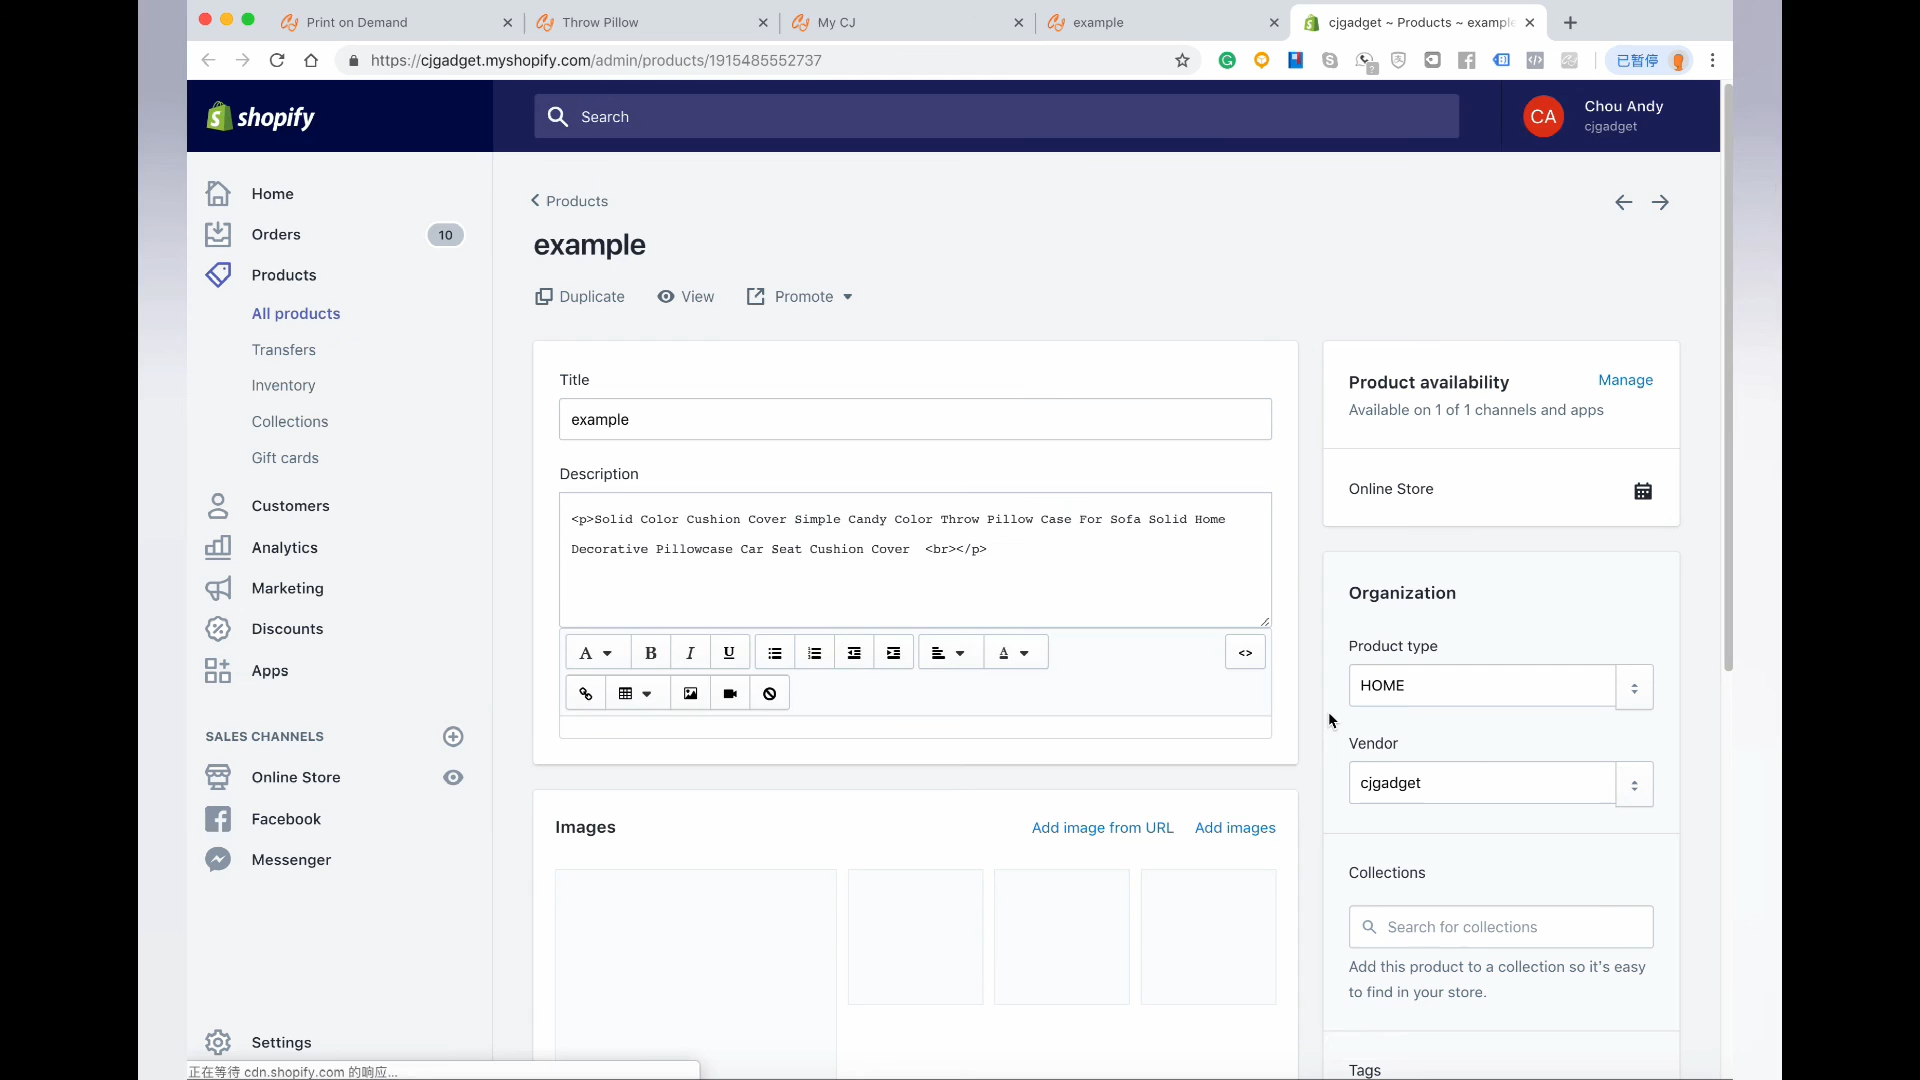 Print on Demand
Throw Pillow
My CJ
example
cjgadget ~ Products ~ example
https://cjgadget.myshopify.com/admin/products/1915485552737
已暂停
shopify
Search
CA
Chou Andy
cjgadget
Home
Orders
10
Products
All products
Transfers
Inventory
Collections
Gift cards
Customers
Analytics
Marketing
Discounts
Apps
SALES CHANNELS
Online Store
Facebook
Messenger
Settings
Products
example
Duplicate
View
Promote
Title
example
Description
<p>Solid Color Cushion Cover Simple Candy Color Throw Pillow Case For Sofa Solid Home
Decorative Pillowcase Car Seat Cushion Cover  <br></p>
A
B
I
U
A
<>
Images
Add image from URL
Add images
Product availability
Manage
Available on 1 of 1 channels and apps
Online Store
Organization
Product type
HOME
Vendor
cjgadget
Collections
Search for collections
Add this product to a collection so it's easy
to find in your store.
Tags
正在等待 cdn.shopify.com 的响应...